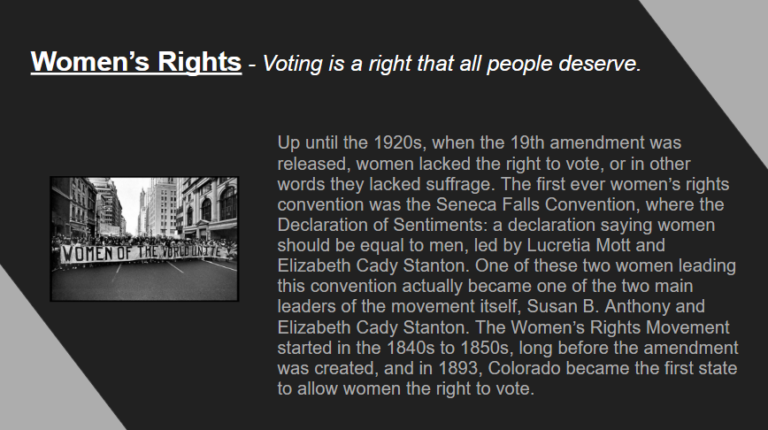 Women's Rights - Voting is a right that all people deserve.
Up until the 1920s, when the 19th amendment was
released, women lacked the right to vote, or in other
words they lacked suffrage. The first ever women's rights
convention was the Seneca Falls Convention, where the
Declaration of Sentiments: a declaration saying women
should be equal to men, led by Lucretia Mott and
Elizabeth Cady Stanton. One of these two women leading
this convention actually became one of the two main
leaders of the movement itself, Susan B. Anthony and
Elizabeth Cady Stanton. The Women's Rights Movement
started in the 1840s to 1850s, long before the amendment
was created, and in 1893, Colorado became the first state
to allow women the right to vote.
WOMEN OF THE WORLD UNITE